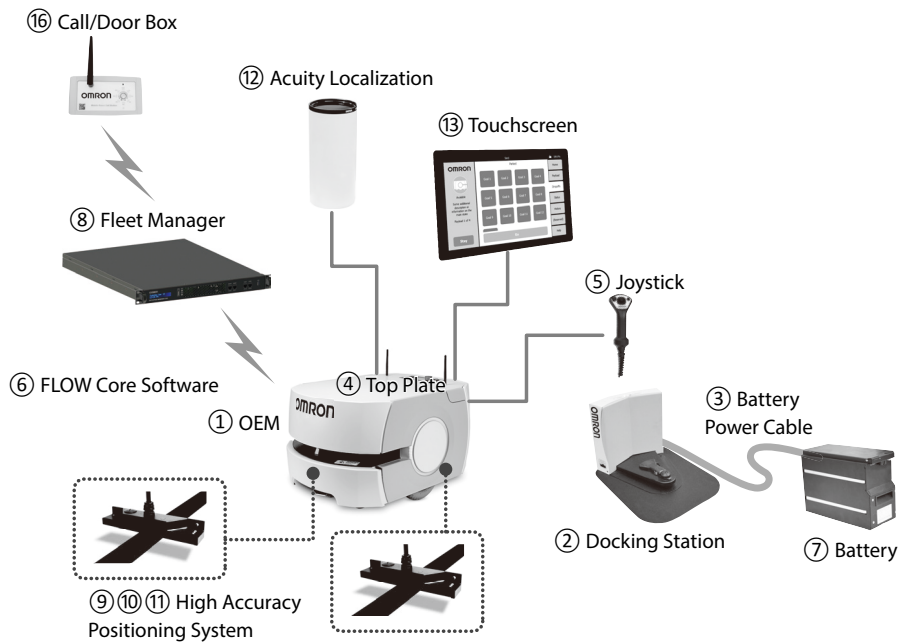 ⑯ Call/Door Box
OMRON
⑫ Acuity Localization
⑬ Touchscreen
OMRON
⑧ Fleet Manager
⑤ Joystick
⑥ FLOW Core Software
④ Top Plate
OMRON
① OEM
OMRON
③ Battery
Power Cable
② Docking Station
⑦ Battery
⑨⑩⑪ High Accuracy
Positioning System